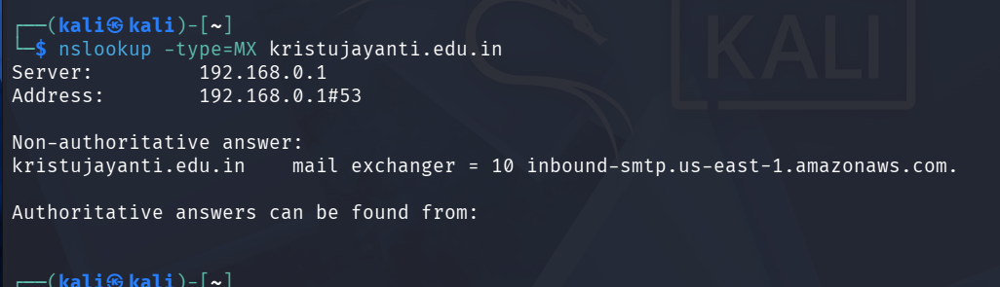 ┌──(kali㉿kali)-[~]
└─$ nslookup -type=MX kristujayanti.edu.in
Server:         192.168.0.1
Address:        192.168.0.1#53
Non-authoritative answer:
kristujayanti.edu.in    mail exchanger = 10 inbound-smtp.us-east-1.amazonaws.com.
Authoritative answers can be found from:
┌──(kali㉿kali)-[~]
KALI